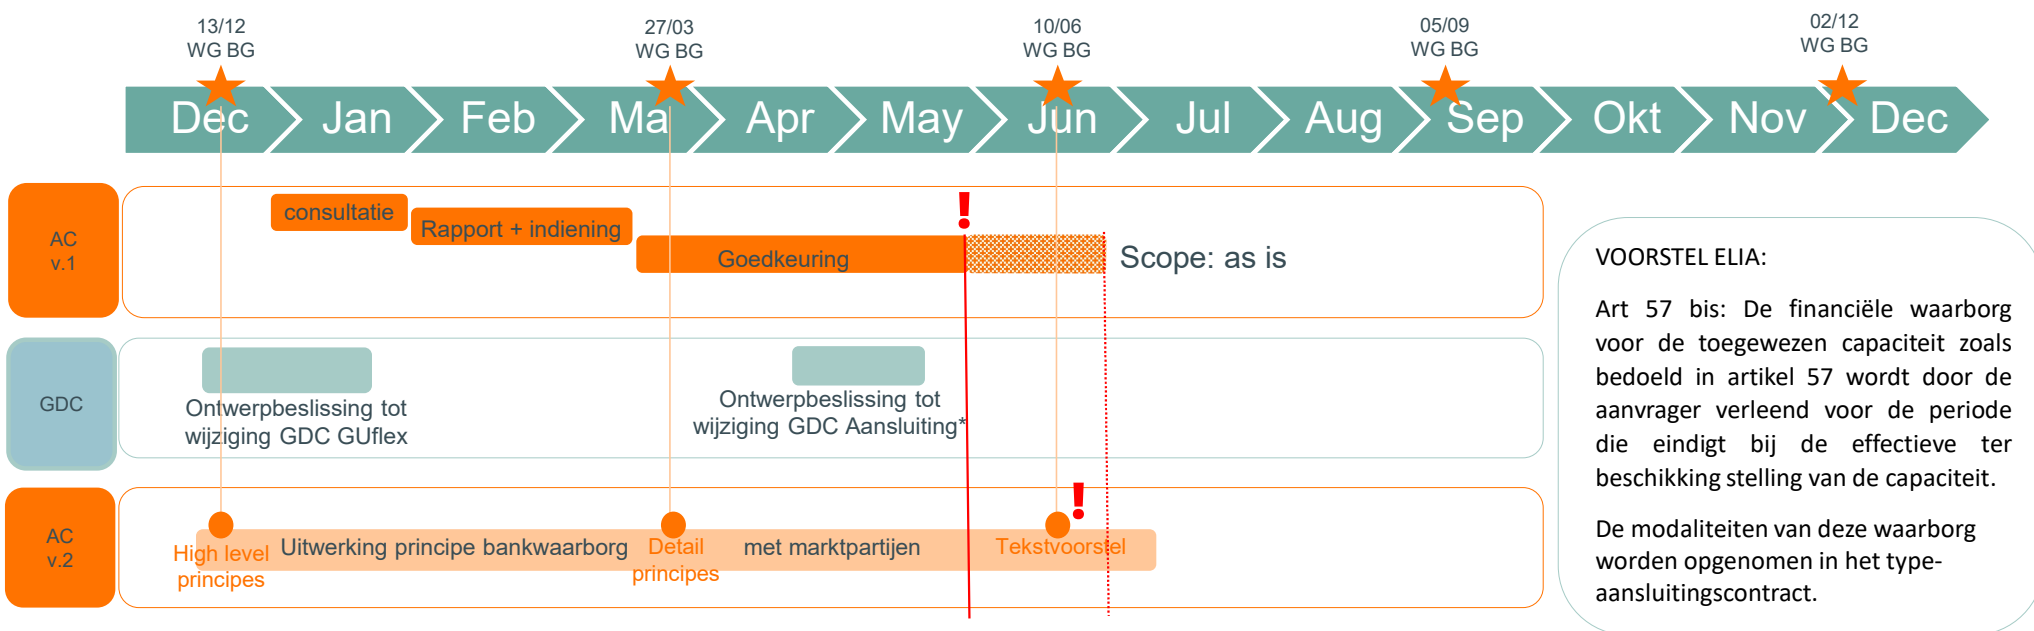 13/12
WG BG
27/03
WG BG
10/06
WG BG
05/09
WG BG
02/12
WG BG
Dec
Jan
Feb
Ma
Apr
May
Jun
Jul
Aug
Sep
Okt
Nov
Dec
AC
v.1
consultatie
Rapport + indiening
Goedkeuring
!
Scope: as is
GDC
Ontwerpbeslissing tot
wijziging GDC GUflex
Ontwerpbeslissing tot
wijziging GDC Aansluiting*
AC
v.2
High level
principes
Uitwerking principe bankwaarborg
Detail
principes
met marktpartijen
Tekstvoorstel
!
VOORSTEL ELIA:
Art 57 bis: De financiële waarborg
voor de toegewezen capaciteit zoals
bedoeld in artikel 57 wordt door de
aanvrager verleend voor de periode
die eindigt bij de effectieve ter
beschikking stelling van de capaciteit.
De modaliteiten van deze waarborg
worden opgenomen in het type-
aansluitingscontract.